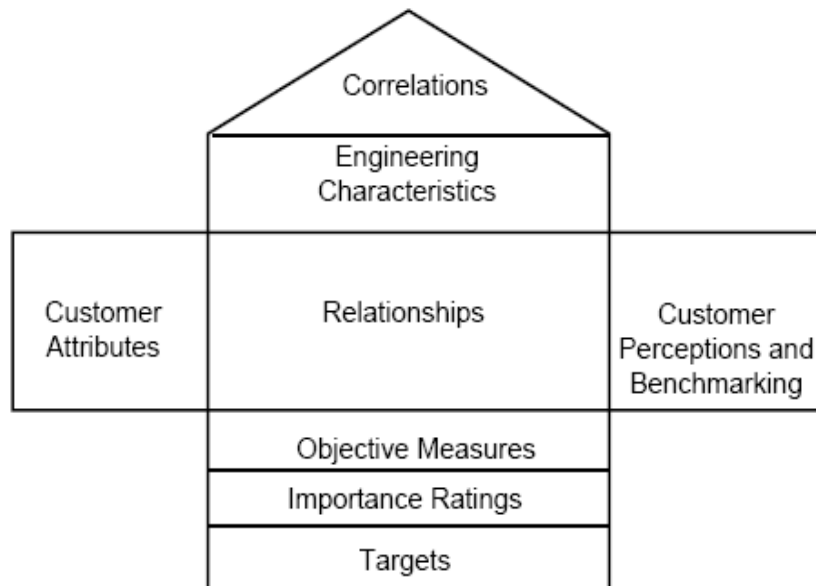 Correlations
Engineering
Characteristics
Customer
Attributes
Relationships
Customer
Perceptions and
Benchmarking
Objective Measures
Importance Ratings
Targets